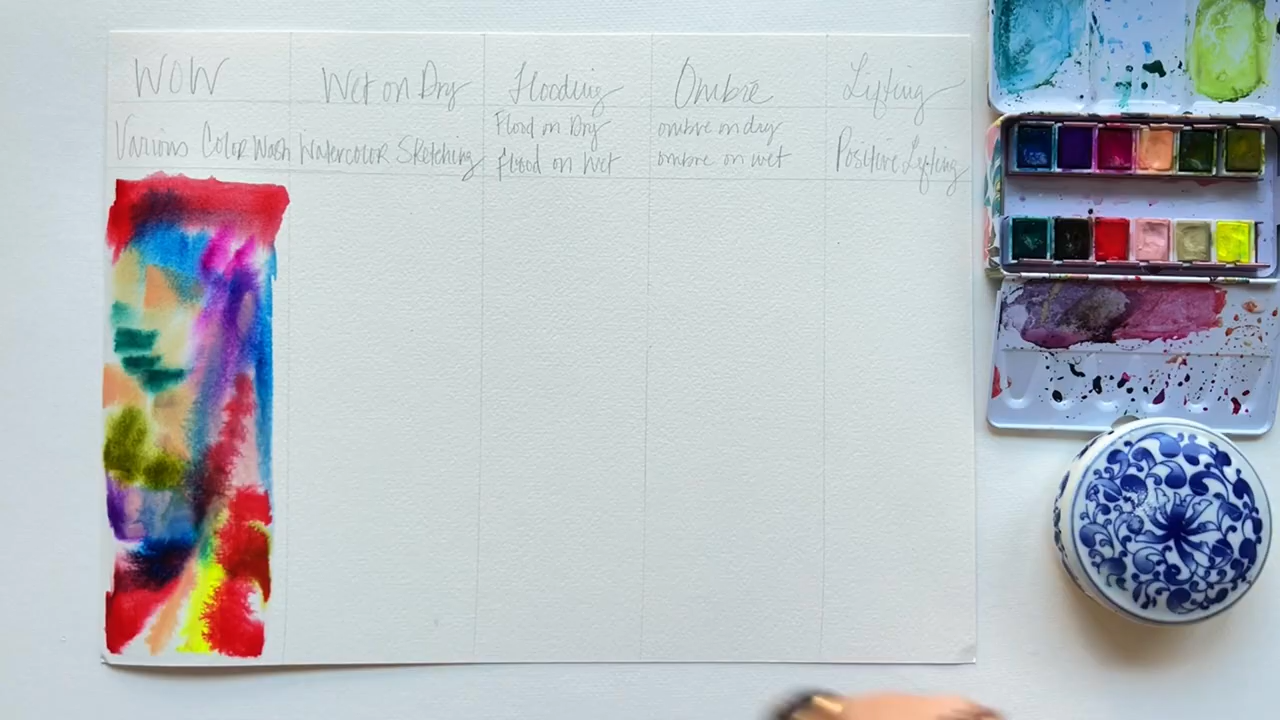 WOW
Wet on Dry
Flooding
Ombré
Lifting
Various Color Wash
Watercolor Sketching
Flood on Dry
flood on Wet
ombre on dry
ombre on wet
Positive Lifting